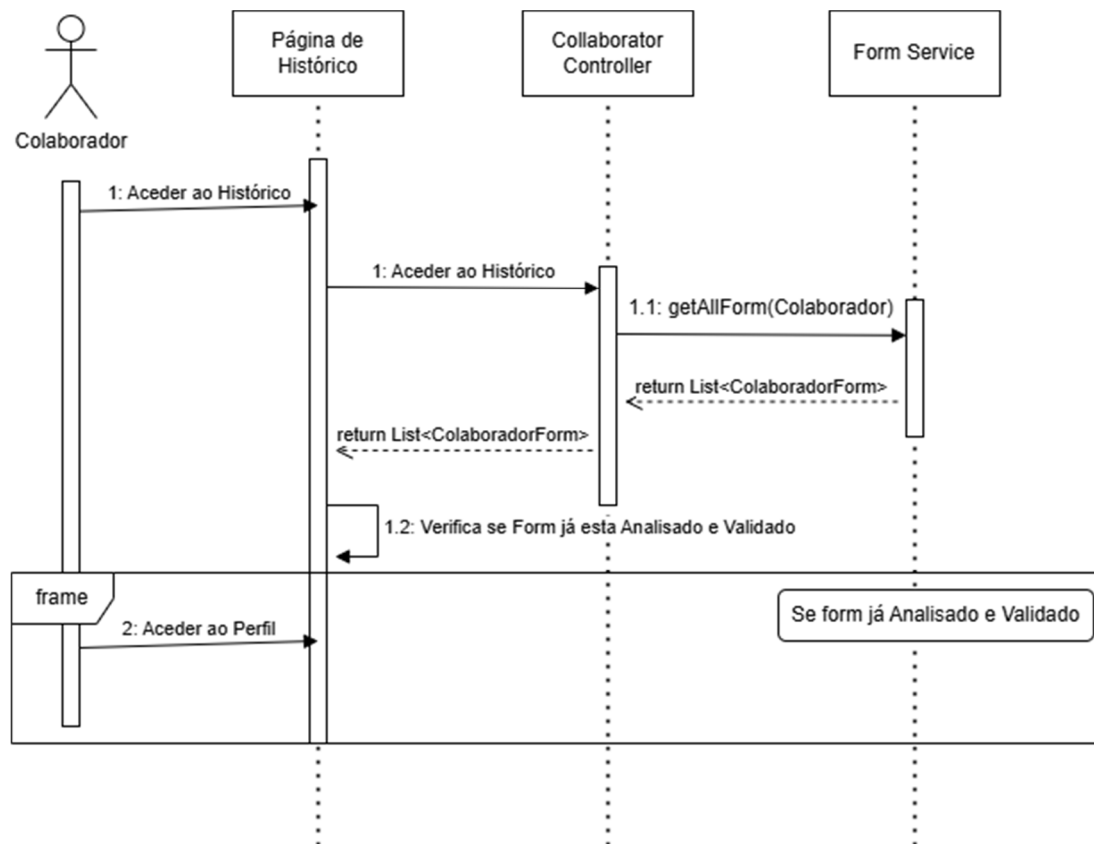 Página de
Histórico
Collaborator
Controller
Form Service
Colaborador
1: Aceder ao Histórico
1: Aceder ao Histórico
1.1: getAllForm(Colaborador)
return List<ColaboradorForm>
return List<ColaboradorForm>
1.2: Verifica se Form já esta Analisado e Validado
frame
Se form já Analisado e Validado
2: Aceder ao Perfil